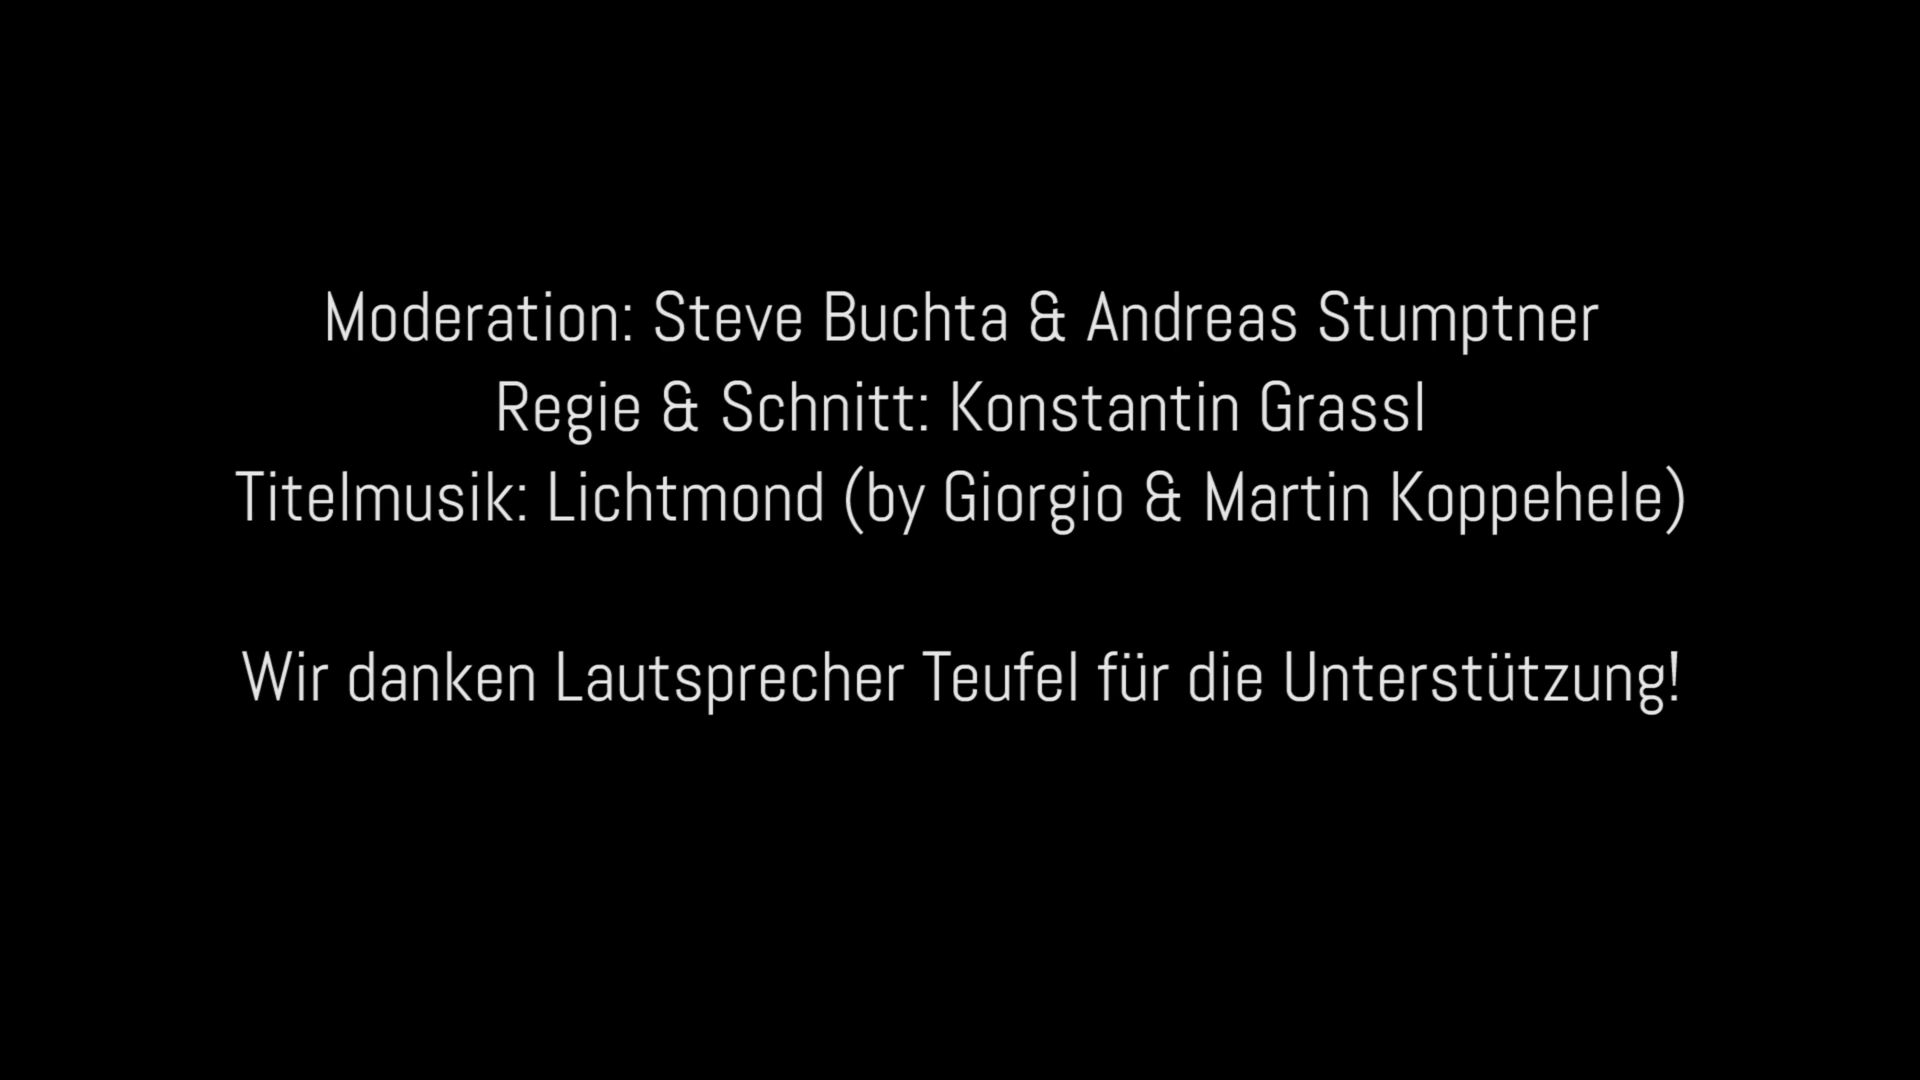 Moderation: Steve Buchta & Andreas Stumptner
Regie & Schnitt: Konstantin Grassl
Titelmusik: Lichtmond (by Giorgio & Martin Koppehele)
Wir danken Lautsprecher Teufel für die Unterstützung!